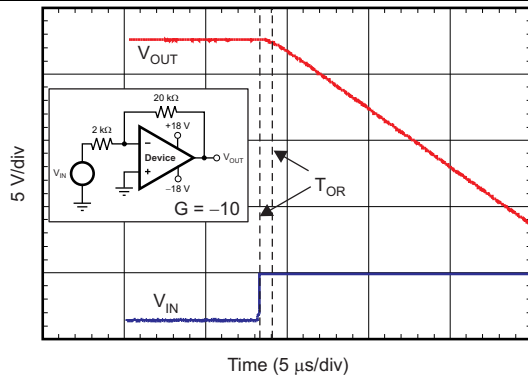 V_OUT
20 kΩ
+18 V
2 kΩ
−
Device
V_OUT
V_IN
+
−18 V
G = −10
T_OR
V_IN
5 V/div
Time (5 μs/div)